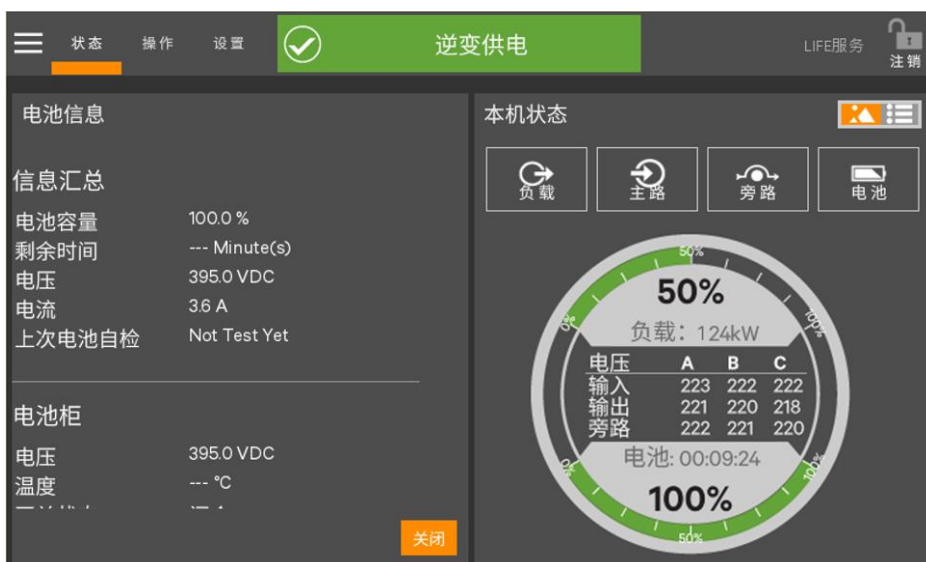 状态 操作 设置 逆变供电 LIFE服务 注销
电池信息
信息汇总
电池容量 100.0 %
剩余时间 --- Minute(s)
电压 395.0 VDC
电流 3.6 A
上次电池自检 Not Test Yet
电池柜
电压 395.0 VDC
温度 --- °C
关闭
本机状态
负载 主路 旁路 电池
50%
0% 100%
50%
负载: 124kW
电压 A B C
输入 223 222 222
输出 221 220 218
旁路 222 221 220
电池: 00:09:24
0% 100%
100%
50%